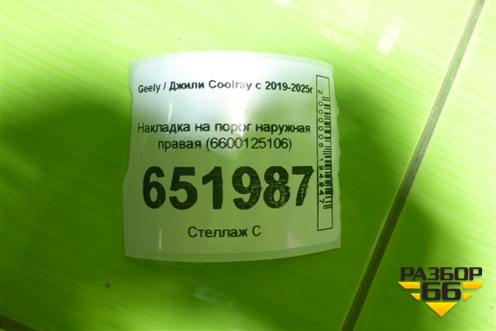 Geely / Джили Coolray с 2019-2025г
Накладка на порог наружная
правая (6600125106)
651987
Стеллаж С
РАЗБОР
66